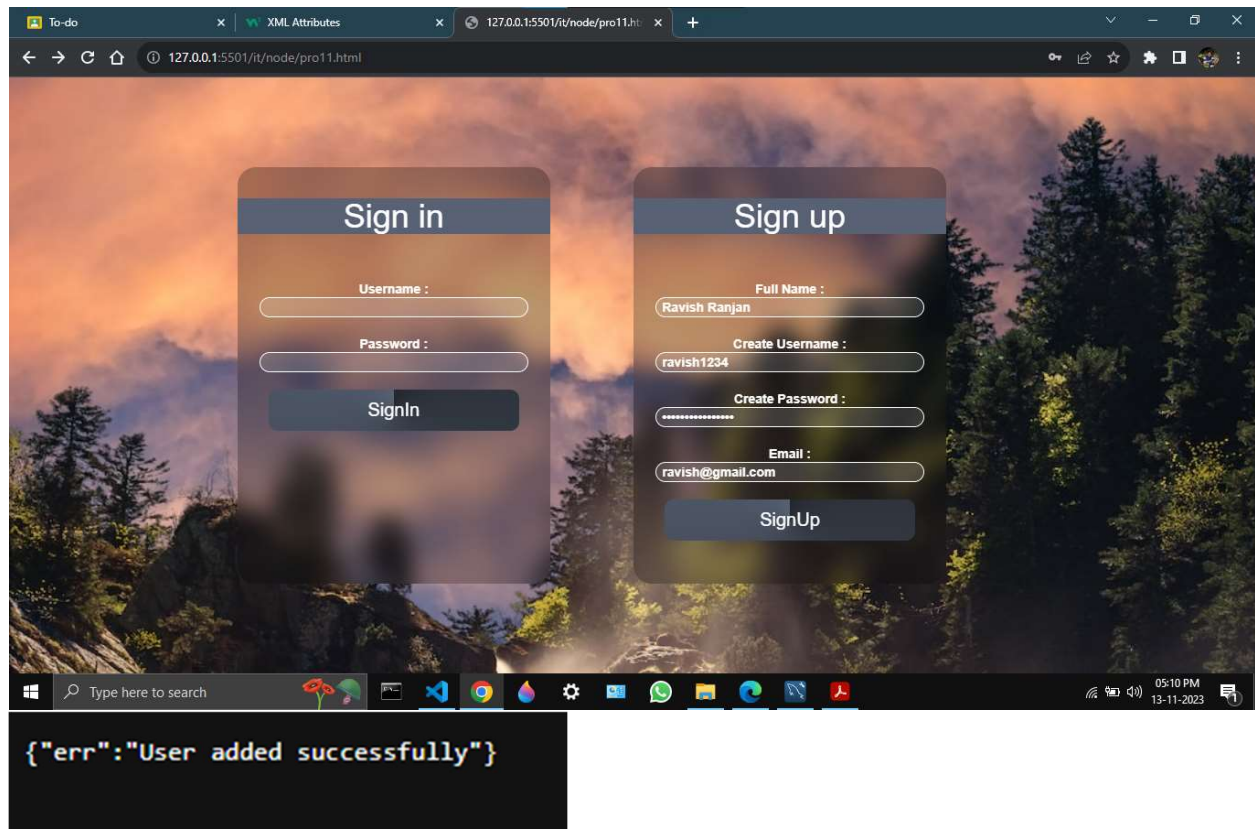 To-do
XML Attributes
127.0.0.1:5501/it/node/pro11.ht
127.0.0.1:5501/it/node/pro11.html
Sign in
Username :
Password :
SignIn
Sign up
Full Name :
Ravish Ranjan
Create Username :
ravish1234
Create Password :
••••••••••••••••
Email :
ravish@gmail.com
SignUp
Type here to search
05:10 PM
13-11-2023
1
{"err":"User added successfully"}